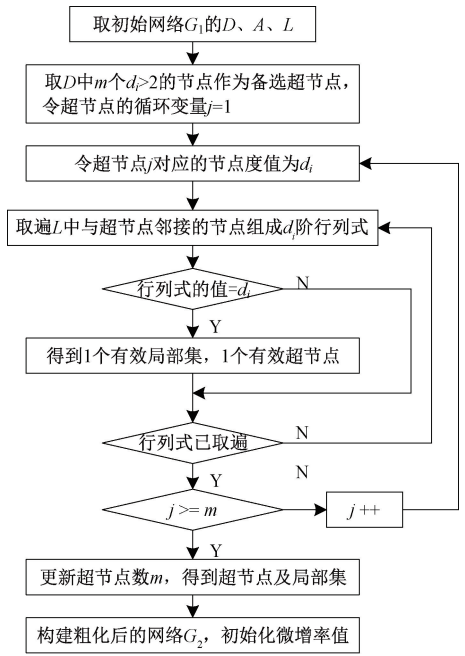 取初始网络G₁的D、A、L
取D中m个dᵢ>2的节点作为备选超节点，
令超节点的循环变量j=1
令超节点j对应的节点度值为dᵢ
取遍L中与超节点邻接的节点组成dᵢ阶行列式
行列式的值=dᵢ
N
Y
得到1个有效局部集，1个有效超节点
行列式已取遍
N
N
Y
j >= m
j ++
Y
更新超节点数m，得到超节点及局部集
构建粗化后的网络G₂，初始化微增率值